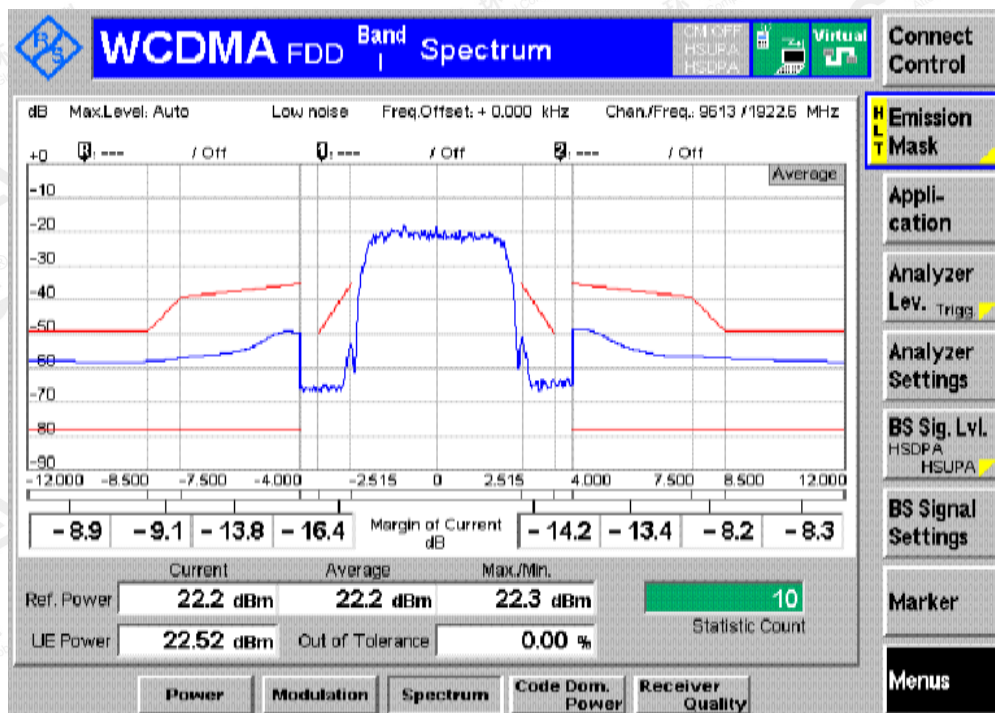 R&S
WCDMA FDD Band I Spectrum
CM OFF
HSUPA
HSDPA
Virtual
Connect Control
dB Max.Level: Auto Low noise Freq.Offset: + 0.000 kHz Chan./Freq.: 9613 / 1922.6 MHz
HLT Emission Mask
R : --- / Off 1 : --- / Off 2 : --- / Off
+0
Average
-10
Appli-cation
-20
-30
Analyzer Lev. Trigg.
-40
-50
Analyzer Settings
-60
-70
BS Sig. Lvl. HSDPA HSUPA
-80
-90
-12.000 -8.500 -7.500 -4.000 -2.515 0 2.515 4.000 7.500 8.500 12.000
BS Signal Settings
-8.9 -9.1 -13.8 -16.4 Margin of Current dB -14.2 -13.4 -8.2 -8.3
Current Average Max./Min.
Ref. Power 22.2 dBm 22.2 dBm 22.3 dBm 10
Marker
UE Power 22.52 dBm Out of Tolerance 0.00 % Statistic Count
Menus
Power Modulation Spectrum Code Dom. Power Receiver Quality